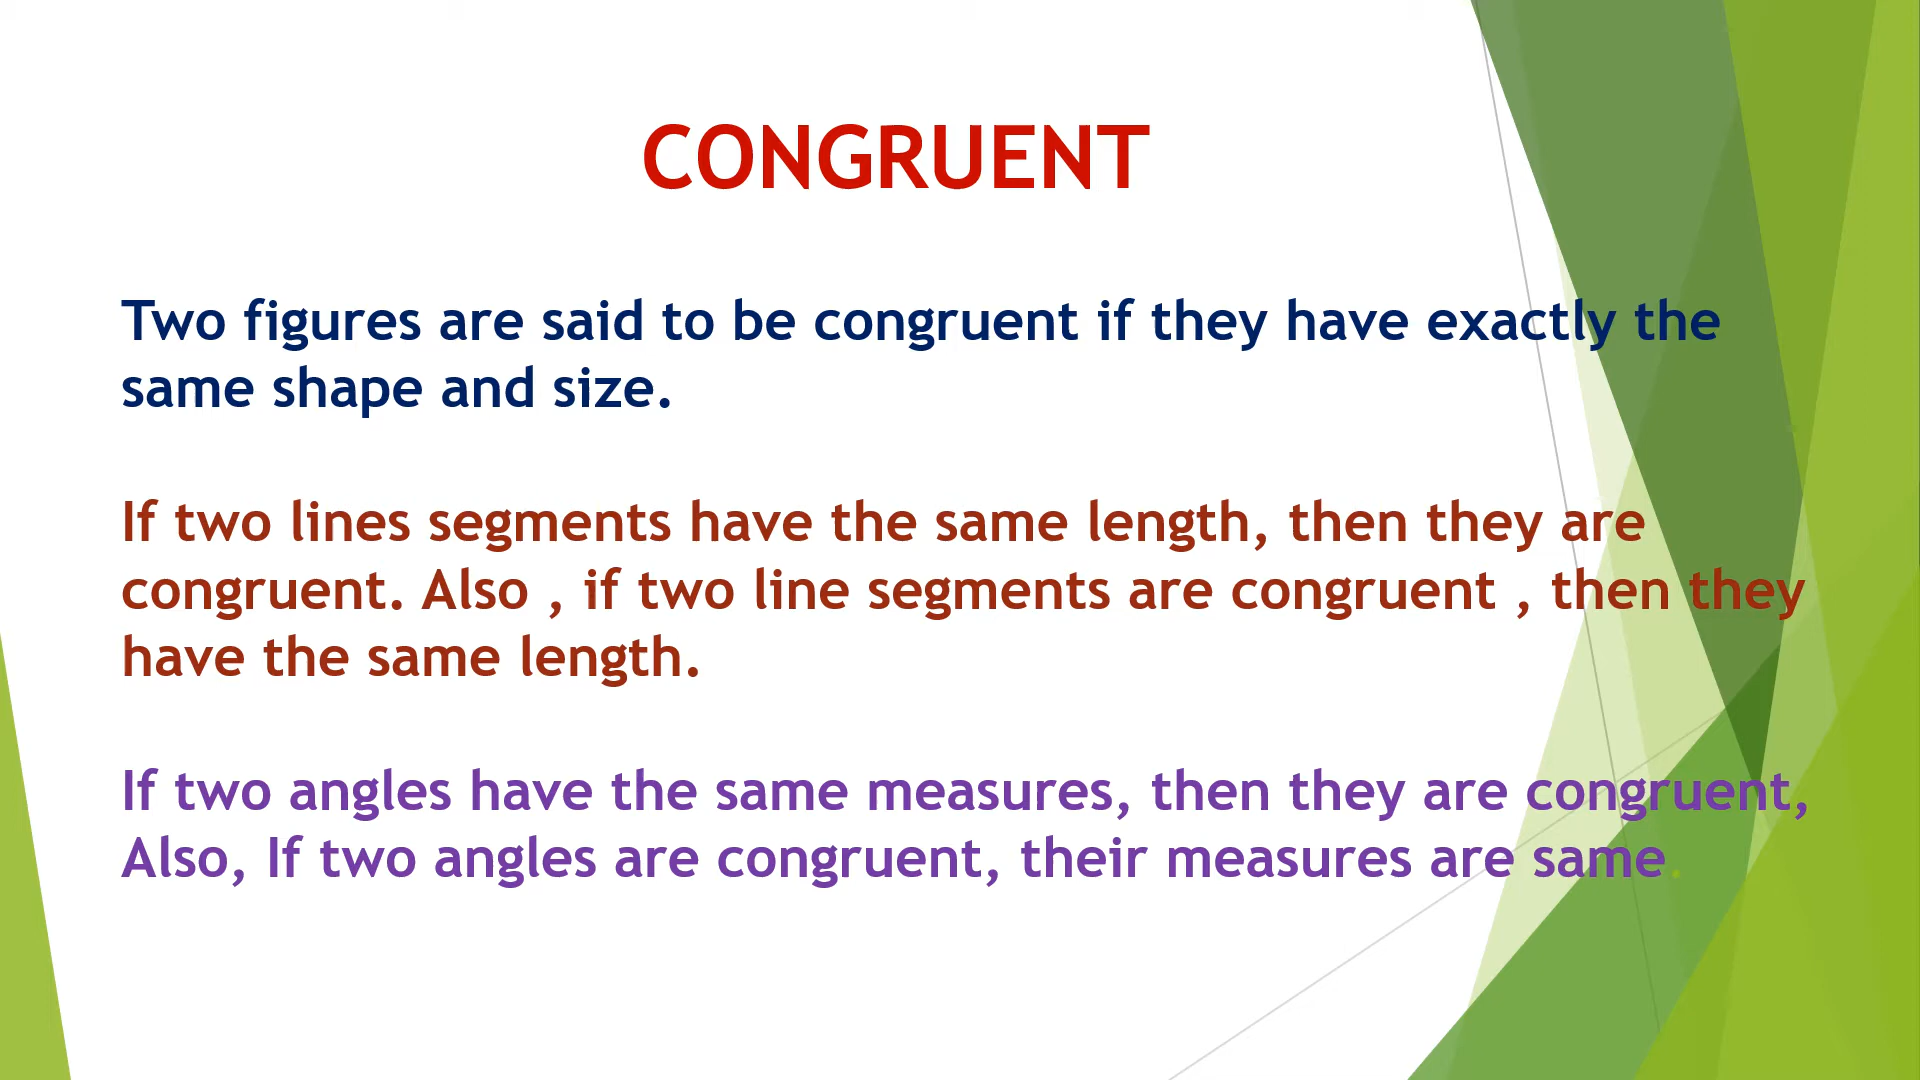 CONGRUENT
Two figures are said to be congruent if they have exactly the
same shape and size.
If two lines segments have the same length, then they are
congruent. Also , if two line segments are congruent , then they
have the same length.
If two angles have the same measures, then they are congruent,
Also, If two angles are congruent, their measures are same.